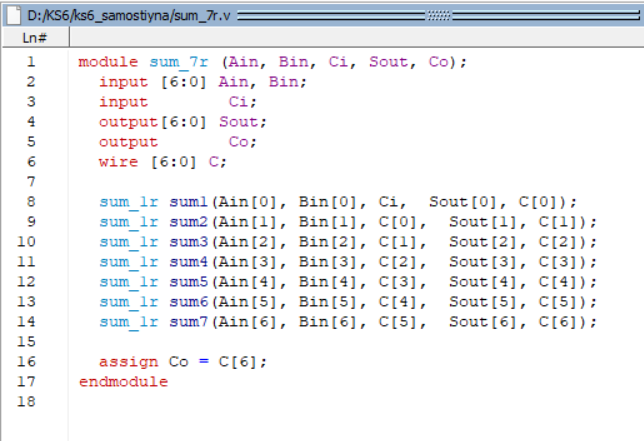 D:/KS6/ks6_samostiyna/sum_7r.v
Ln#
1 module sum_7r (Ain, Bin, Ci, Sout, Co);
2 input [6:0] Ain, Bin;
3 input Ci;
4 output[6:0] Sout;
5 output Co;
6 wire [6:0] C;
7
8 sum_1r sum1(Ain[0], Bin[0], Ci, Sout[0], C[0]);
9 sum_1r sum2(Ain[1], Bin[1], C[0], Sout[1], C[1]);
10 sum_1r sum3(Ain[2], Bin[2], C[1], Sout[2], C[2]);
11 sum_1r sum4(Ain[3], Bin[3], C[2], Sout[3], C[3]);
12 sum_1r sum5(Ain[4], Bin[4], C[3], Sout[4], C[4]);
13 sum_1r sum6(Ain[5], Bin[5], C[4], Sout[5], C[5]);
14 sum_1r sum7(Ain[6], Bin[6], C[5], Sout[6], C[6]);
15
16 assign Co = C[6];
17 endmodule
18